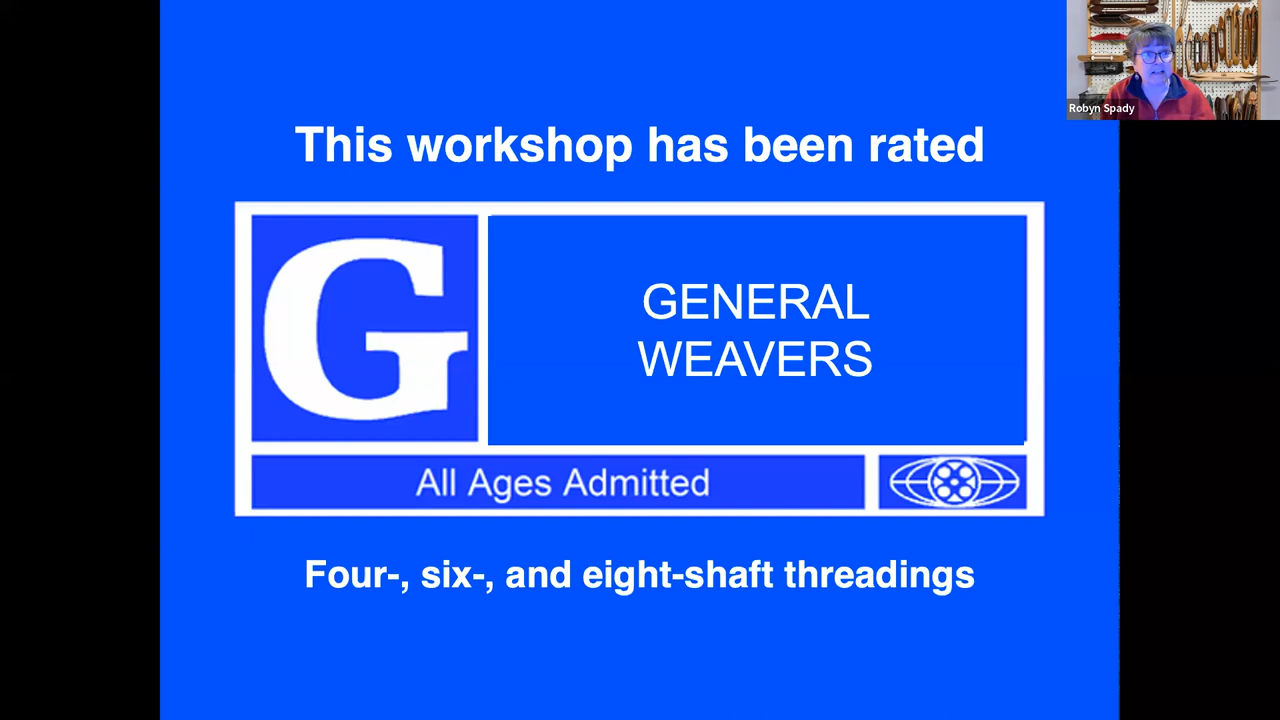 Robyn Spady
This workshop has been rated
G
GENERAL
WEAVERS
All Ages Admitted
Four-, six-, and eight-shaft threadings